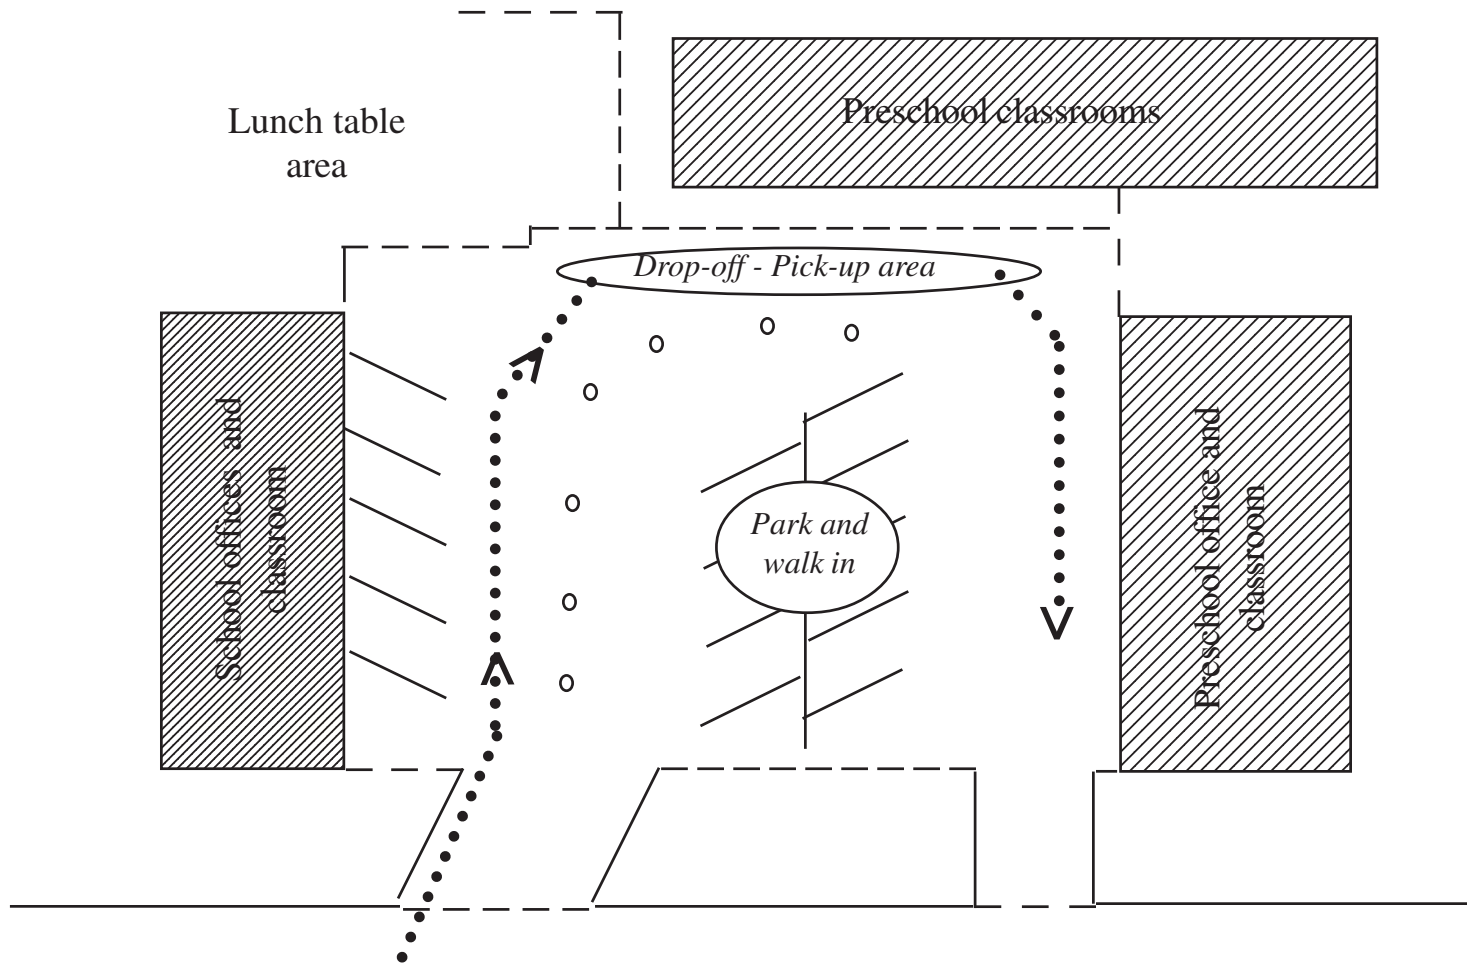 Lunch table
area
Preschool classrooms
Drop-off - Pick-up area
School offices and
classroom
Park and
walk in
Preschool office and
classroom